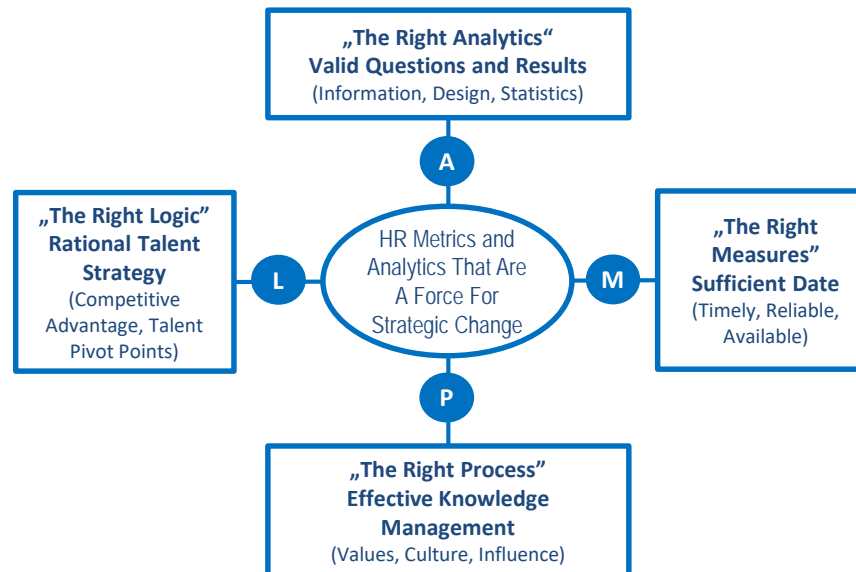 „The Right Analytics“
Valid Questions and Results
(Information, Design, Statistics)
A
„The Right Logic”
Rational Talent
Strategy
(Competitive
Advantage, Talent
Pivot Points)
L
HR Metrics and
Analytics That Are
A Force For
Strategic Change
M
„The Right
Measures”
Sufficient Date
(Timely, Reliable,
Available)
P
„The Right Process”
Effective Knowledge
Management
(Values, Culture, Influence)